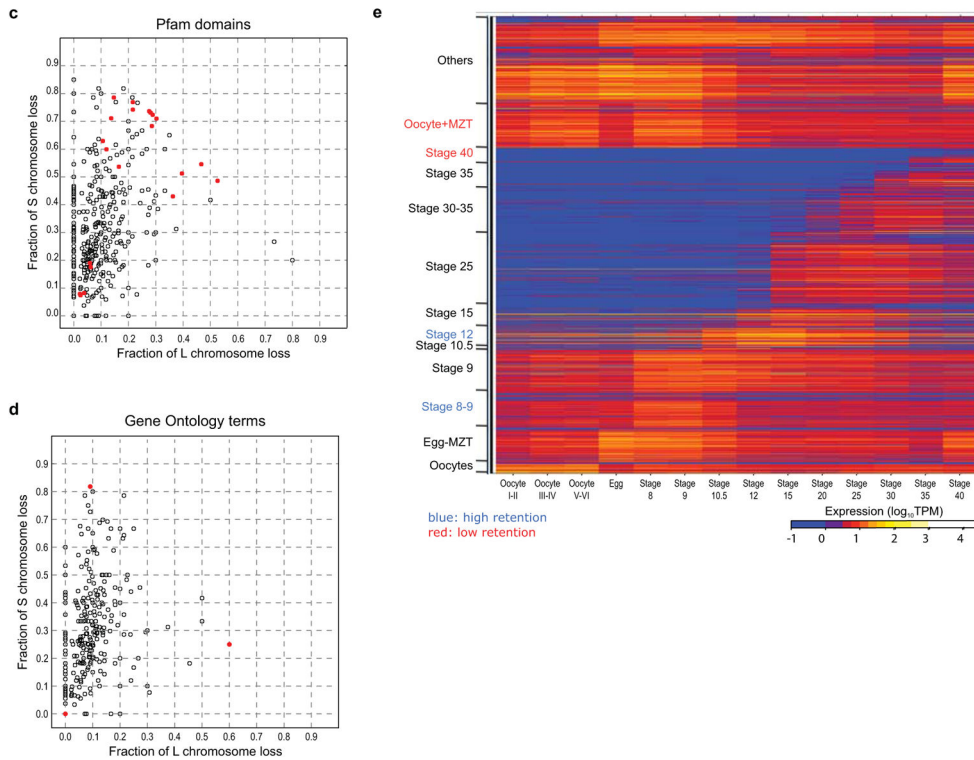 c
Pfam domains
Fraction of S chromosome loss
0.9
0.8
0.7
0.6
0.5
0.4
0.3
0.2
0.1
0.0
0.0 0.1 0.2 0.3 0.4 0.5 0.6 0.7 0.8 0.9
Fraction of L chromosome loss
d
Gene Ontology terms
Fraction of S chromosome loss
0.9
0.8
0.7
0.6
0.5
0.4
0.3
0.2
0.1
0.0
0.0 0.1 0.2 0.3 0.4 0.5 0.6 0.7 0.8 0.9
Fraction of L chromosome loss
e
Others
Oocyte+MZT
Stage 40
Stage 35
Stage 30-35
Stage 25
Stage 15
Stage 12
Stage 10.5
Stage 9
Stage 8-9
Egg-MZT
Oocytes
Oocyte Oocyte Oocyte Egg Stage Stage Stage Stage Stage Stage Stage Stage Stage Stage
I-II III-IV V-VI 8 9 10.5 12 15 20 25 30 35 40
blue: high retention
red: low retention
Expression (log₁₀TPM)
-1 0 1 2 3 4